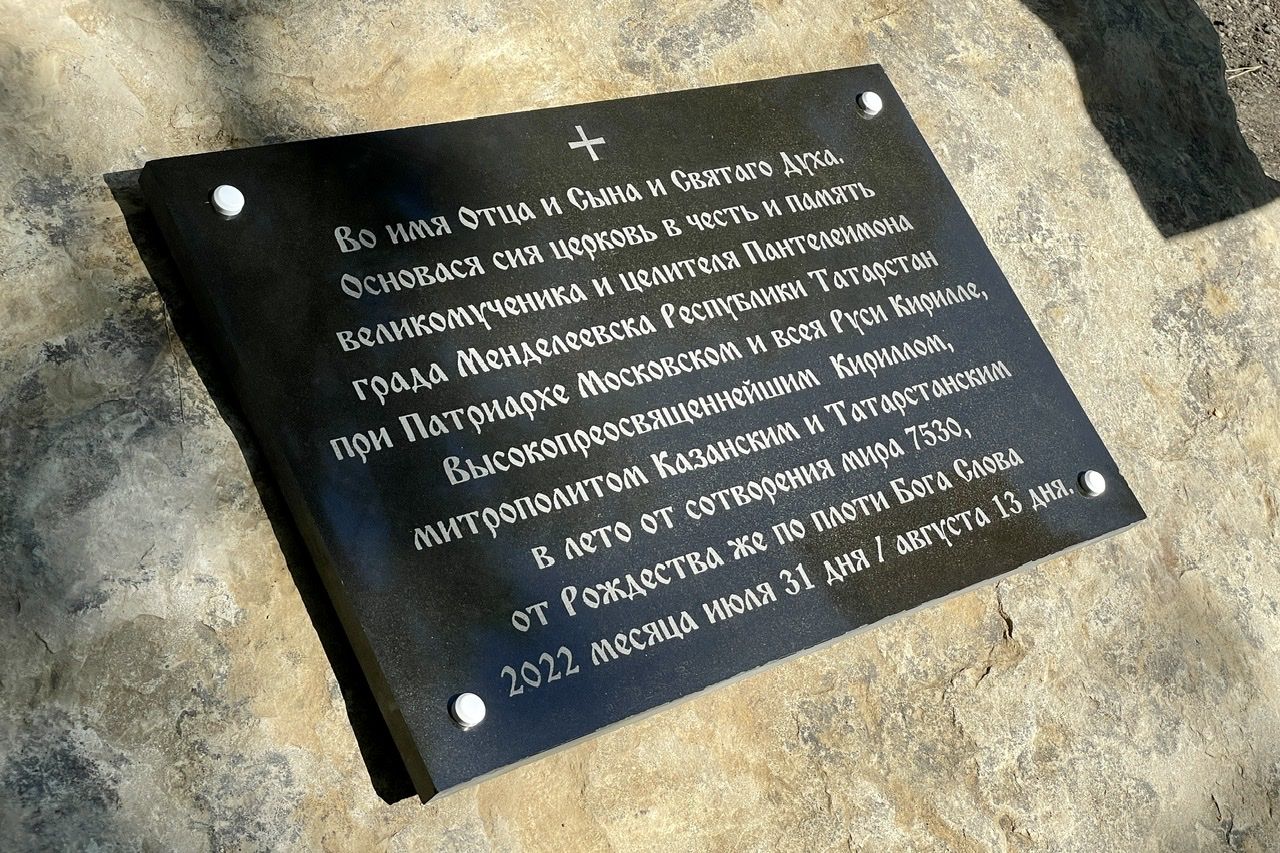 Во имя Отца и Сына и Святаго Духа.
Основася сия церковь в честь и память
великомученика и целителя Пантелеимона
града Менделеевска Республики Татарстан
при Патриархе Московском и всея Руси Кирилле,
Высокопреосвященнейшим Кириллом,
митрополитом Казанским и Татарстанским
в лето от сотворения мира 7530,
от Рождества же по плоти Бога Слова
2022 месяца июля 31 дня / августа 13 дня.